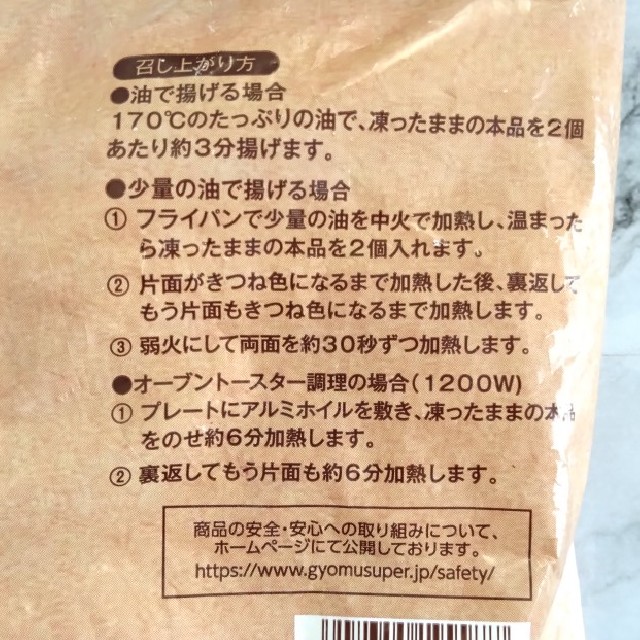 召し上がり方
●油で揚げる場合
170℃のたっぷりの油で、凍ったままの本品を2個
あたり約3分揚げます。
●少量の油で揚げる場合
① フライパンで少量の油を中火で加熱し、温まった
ら凍ったままの本品を2個入れます。
② 片面がきつね色になるまで加熱した後、裏返して
もう片面もきつね色になるまで加熱します。
③ 弱火にして両面を約30秒ずつ加熱します。
●オーブントースター調理の場合(1200W)
① プレートにアルミホイルを敷き、凍ったままの本品
をのせ約6分加熱します。
② 裏返してもう片面も約6分加熱します。
商品の安全・安心への取り組みについて、
ホームページにて公開しております。
https://www.gyomusuper.jp/safety/